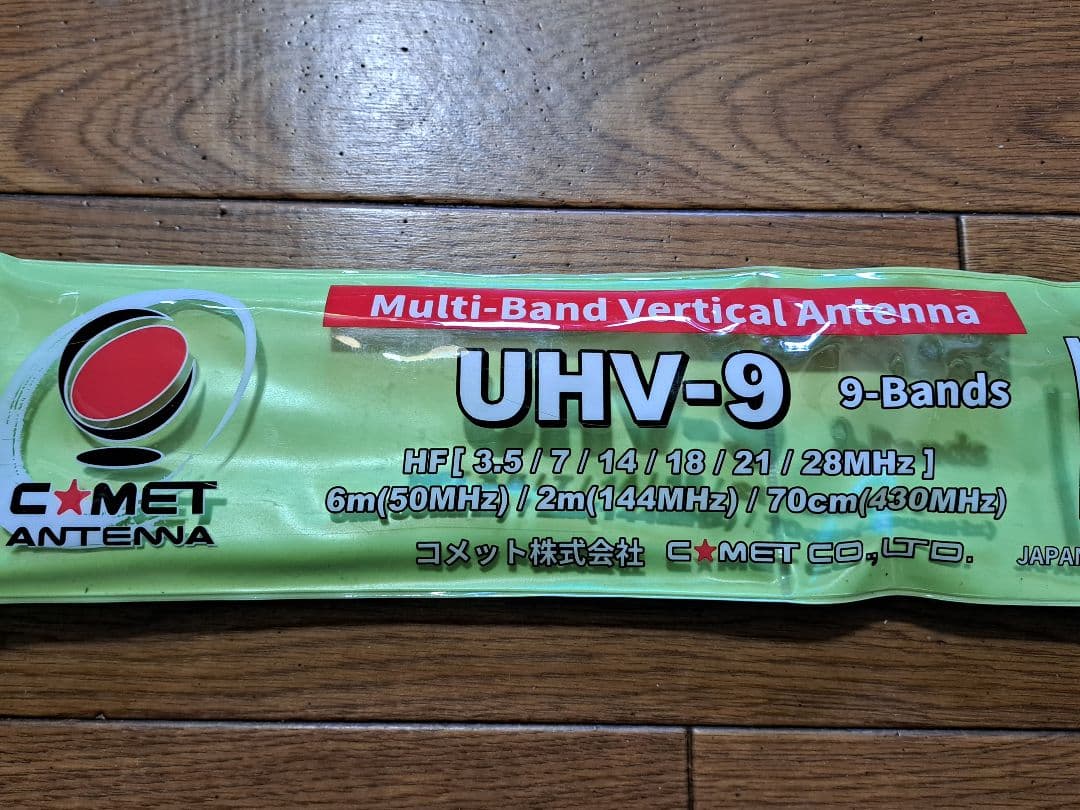 Multi-Band Vertical Antenna
UHV-9 9-Bands
HF [ 3.5 / 7 / 14 / 18 / 21 / 28MHz ]
6m(50MHz) / 2m(144MHz) / 70cm(430MHz)
C★MET
ANTENNA
コメット株式会社 C★MET CO.,LTD.
JAPAN